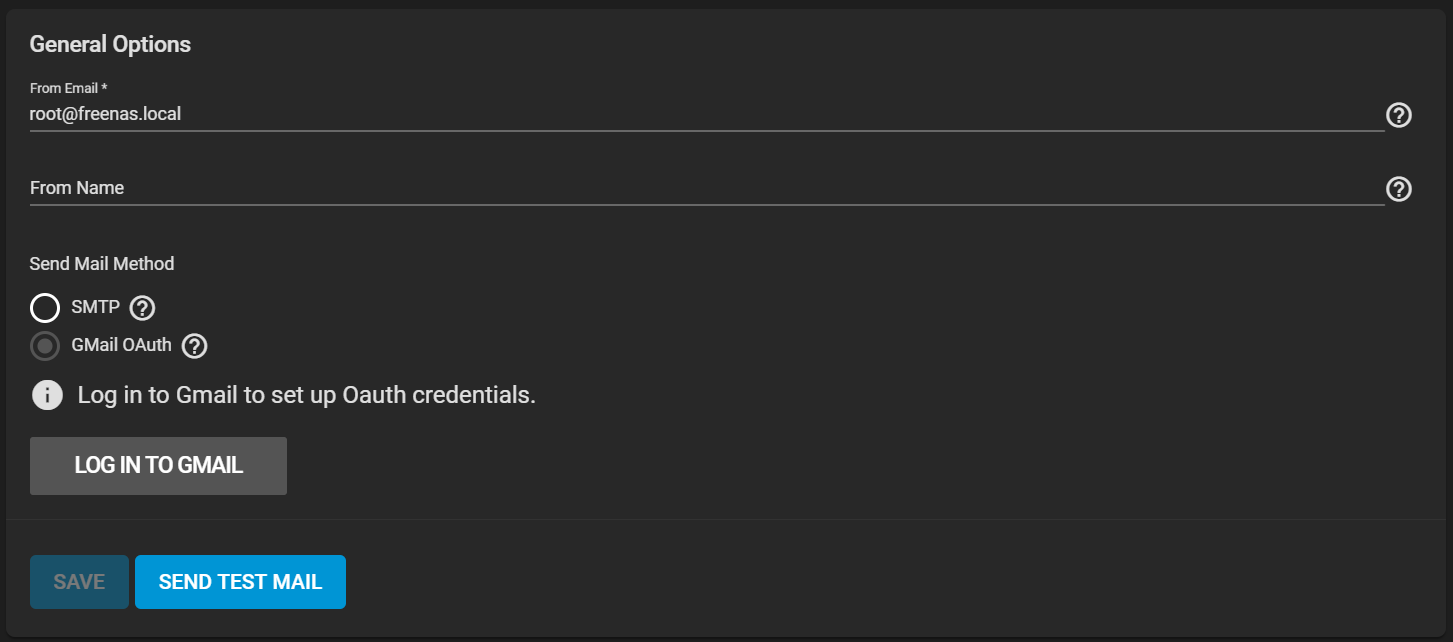 General Options
From Email *
root@freenas.local
From Name
Send Mail Method
SMTP
GMail OAuth
Log in to Gmail to set up Oauth credentials.
LOG IN TO GMAIL
SAVE SEND TEST MAIL